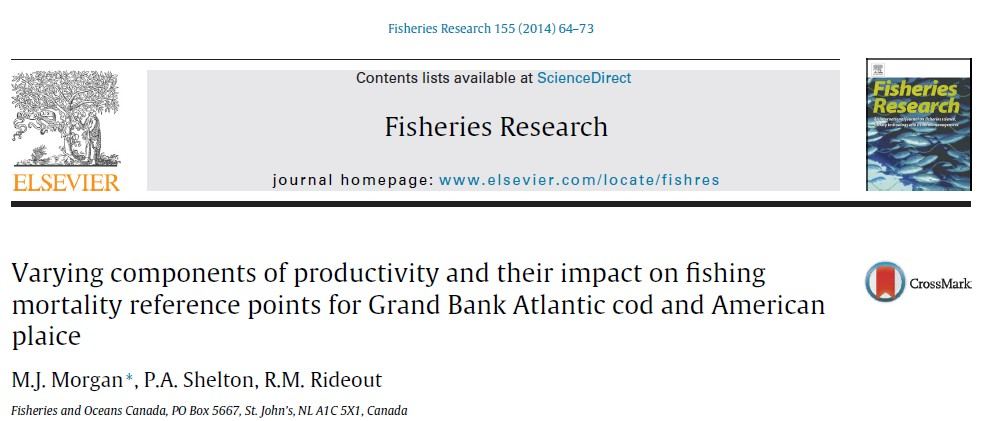 Fisheries Research 155 (2014) 64–73
Contents lists available at ScienceDirect
Fisheries Research
journal homepage: www.elsevier.com/locate/fishres
ELSEVIER
Fisheries
Research
Varying components of productivity and their impact on fishing
mortality reference points for Grand Bank Atlantic cod and American
plaice
CrossMark
M.J. Morgan*, P.A. Shelton, R.M. Rideout
Fisheries and Oceans Canada, PO Box 5667, St. John's, NL A1C 5X1, Canada